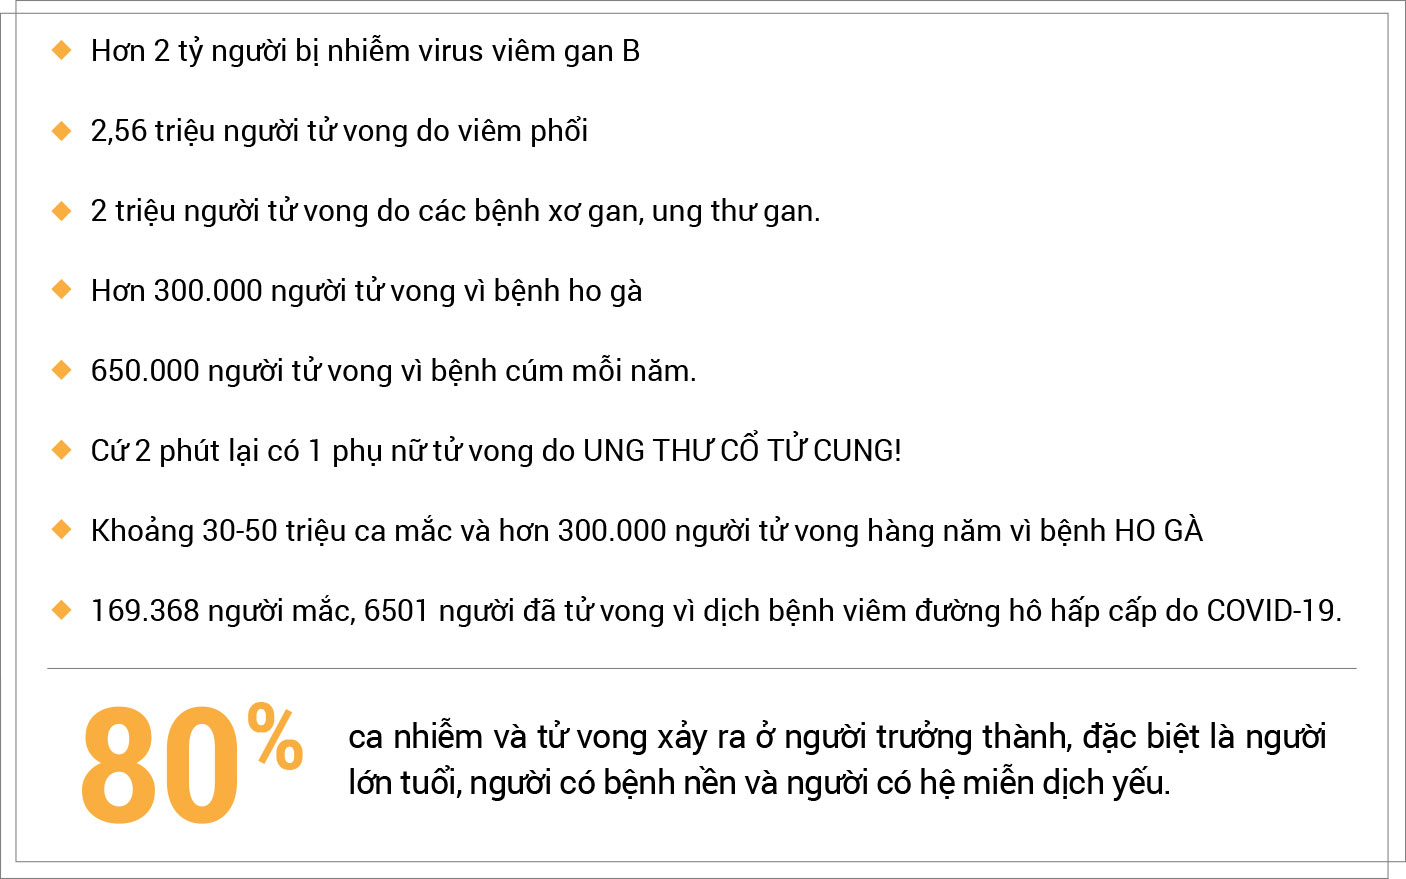 Hơn 2 tỷ người bị nhiễm virus viêm gan B
2,56 triệu người tử vong do viêm phổi
2 triệu người tử vong do các bệnh xơ gan, ung thư gan.
Hơn 300.000 người tử vong vì bệnh ho gà
650.000 người tử vong vì bệnh cúm mỗi năm.
Cứ 2 phút lại có 1 phụ nữ tử vong do UNG THƯ CỔ TỬ CUNG!
Khoảng 30-50 triệu ca mắc và hơn 300.000 người tử vong hàng năm vì bệnh HO GÀ
169.368 người mắc, 6501 người đã tử vong vì dịch bệnh viêm đường hô hấp cấp do COVID-19.
80%
ca nhiễm và tử vong xảy ra ở người trưởng thành, đặc biệt là người
lớn tuổi, người có bệnh nền và người có hệ miễn dịch yếu.